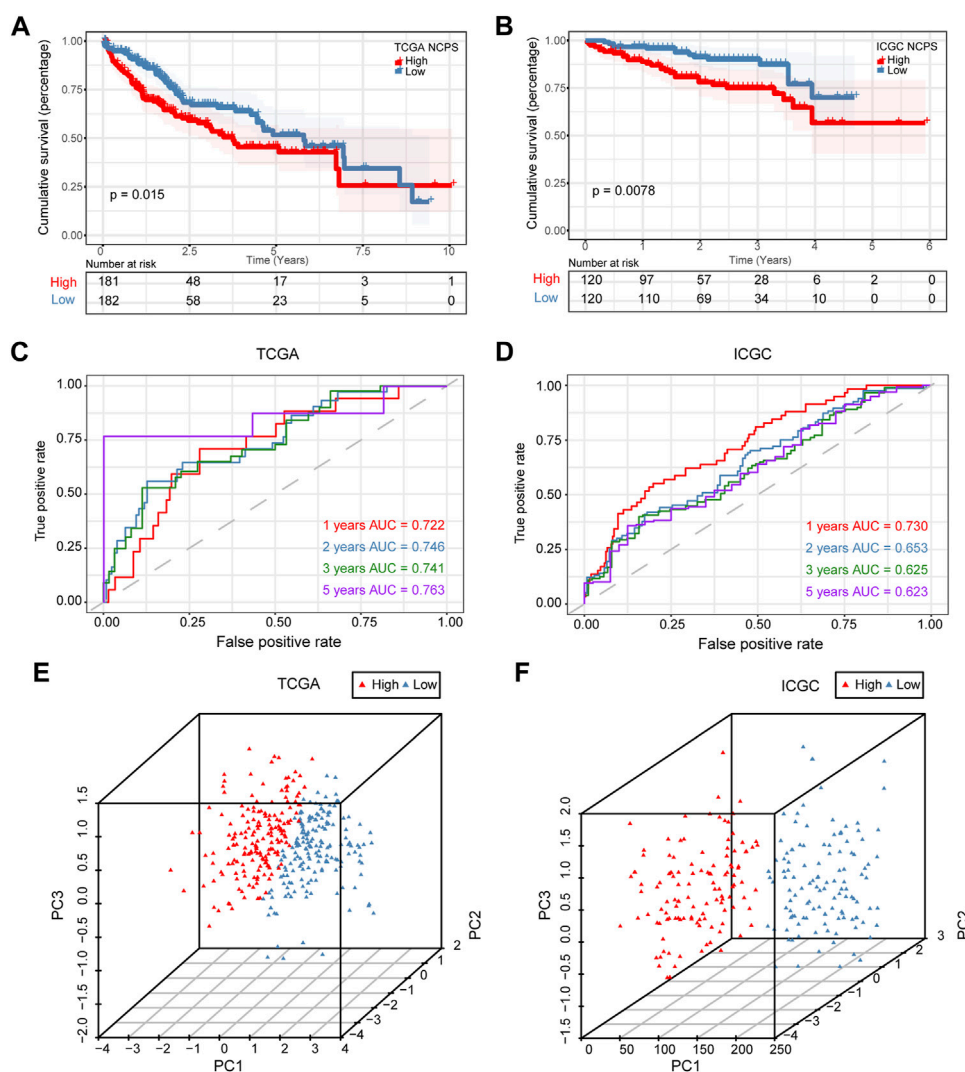 A
TCGA NCPS
High
Low
Cumulative survival (percentage)
1.00
0.75
0.50
0.25
0.00
p = 0.015
0 2.5 5 7.5 10
Time (Years)
Number at risk
High 181 48 17 3 1
Low 182 58 23 5 0
B
ICGC NCPS
High
Low
Cumulative survival (percentage)
1.00
0.75
0.50
0.25
0.00
p = 0.0078
0 1 2 3 4 5 6
Time (Years)
Number at risk
High 120 97 57 28 6 2 0
Low 120 110 69 34 10 0 0
C
TCGA
True positive rate
1.00
0.75
0.50
0.25
0.00
1 years AUC = 0.722
2 years AUC = 0.746
3 years AUC = 0.741
5 years AUC = 0.763
0.00 0.25 0.50 0.75 1.00
False positive rate
D
ICGC
True positive rate
1.00
0.75
0.50
0.25
0.00
1 years AUC = 0.730
2 years AUC = 0.653
3 years AUC = 0.625
5 years AUC = 0.623
0.00 0.25 0.50 0.75 1.00
False positive rate
E
TCGA
High Low
PC3
1.5
1.0
0.5
0.0
−0.5
−1.0
−1.5
−2.0
−4 −3 −2 −1 0 1 2 3 4
PC1
−4 −3 −2 −1 0 1 2
PC2
F
ICGC
High Low
PC3
2.0
1.5
1.0
0.5
0.0
−0.5
−1.0
−1.5
0 50 100 150 200 250
PC1
−4 −3 −2 −1 0 1 2 3
PC2